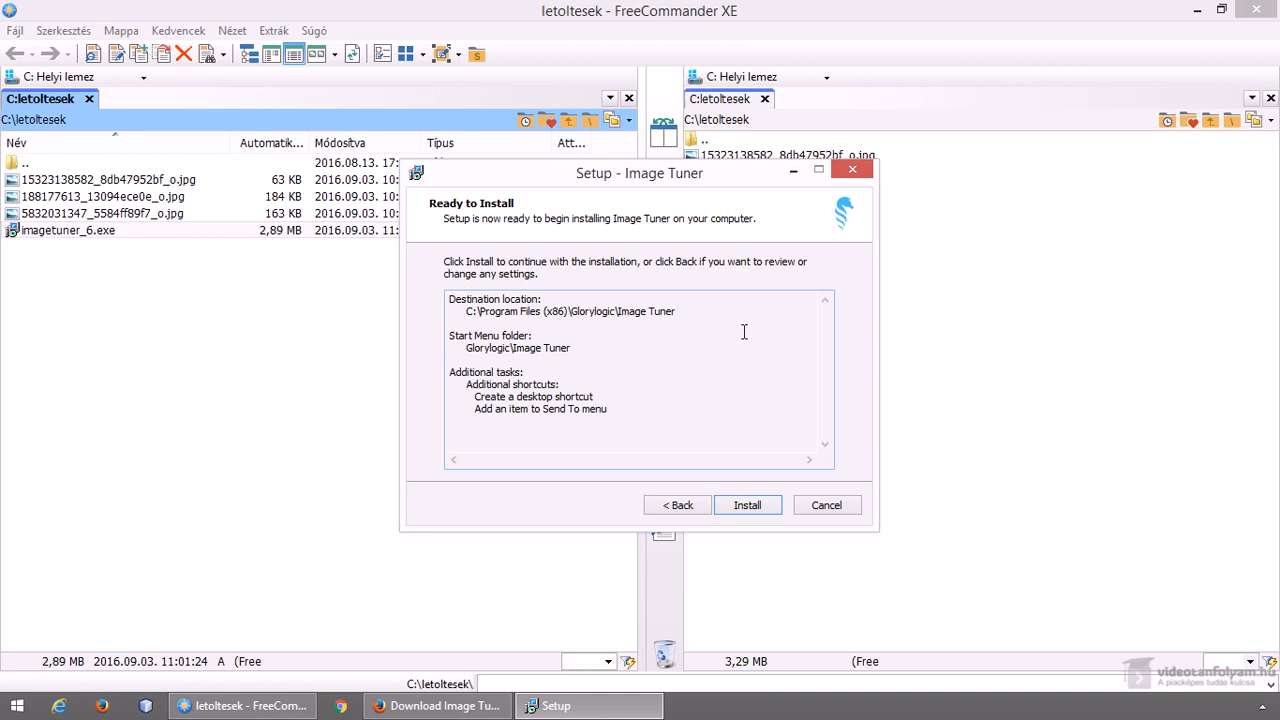 letoltesek - FreeCommander XE
Fájl Szerkesztés Mappa Kedvencek Nézet Extrák Súgó
C: Helyi lemez
C:letoltesek
C:\letoltesek
Név Automatik... Módosítva Típus Att...
.. 2016.08.13. 17:
15323138582_8db47952bf_o.jpg 63 KB 2016.09.03. 10:
188177613_13094ece0e_o.jpg 184 KB 2016.09.03. 10:
5832031347_5584ff89f7_o.jpg 163 KB 2016.09.03. 10:
imagetuner_6.exe 2,89 MB 2016.09.03. 11:
C: Helyi lemez
C:letoltesek
C:\letoltesek
..
15323138582_8db47952bf_o.jpg
Setup - Image Tuner
Ready to Install
Setup is now ready to begin installing Image Tuner on your computer.
Click Install to continue with the installation, or click Back if you want to review or
change any settings.
Destination location:
C:\Program Files (x86)\Glorylogic\Image Tuner
Start Menu folder:
Glorylogic\Image Tuner
Additional tasks:
Additional shortcuts:
Create a desktop shortcut
Add an item to Send To menu
< Back Install Cancel
2,89 MB 2016.09.03. 11:01:24 A (Free
3,29 MB (Free
C:\letoltesek\
videotanfolyam.hu
A piacképes tudás kulcsa
letoltesek - FreeCom... Download Image Tu... Setup